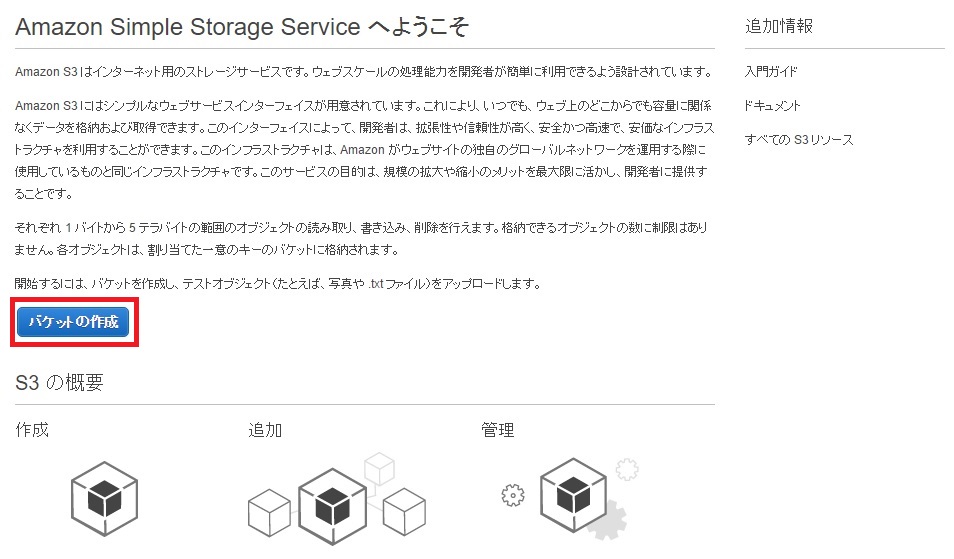 Amazon Simple Storage Service へようこそ
Amazon S3 はインターネット用のストレージサービスです。ウェブスケールの処理能力を開発者が簡単に利用できるよう設計されています。
Amazon S3 にはシンプルなウェブサービスインターフェイスが用意されています。これにより、いつでも、ウェブ上のどこからでも容量に関係
なくデータを格納および取得できます。このインターフェイスによって、開発者は、拡張性や信頼性が高く、安全かつ高速で、安価なインフラス
トラクチャを利用することができます。このインフラストラクチャは、Amazon がウェブサイトの独自のグローバルネットワークを運用する際に
使用しているものと同じインフラストラクチャです。このサービスの目的は、規模の拡大や縮小のメリットを最大限に活かし、開発者に提供す
ることです。
それぞれ 1 バイトから 5 テラバイトの範囲のオブジェクトの読み取り、書き込み、削除を行えます。格納できるオブジェクトの数に制限はあり
ません。各オブジェクトは、割り当てた一意のキーのバケットに格納されます。
開始するには、バケットを作成し、テストオブジェクト(たとえば、写真や .txt ファイル)をアップロードします。
バケットの作成
S3 の概要
作成
追加
管理
追加情報
入門ガイド
ドキュメント
すべての S3 リソース